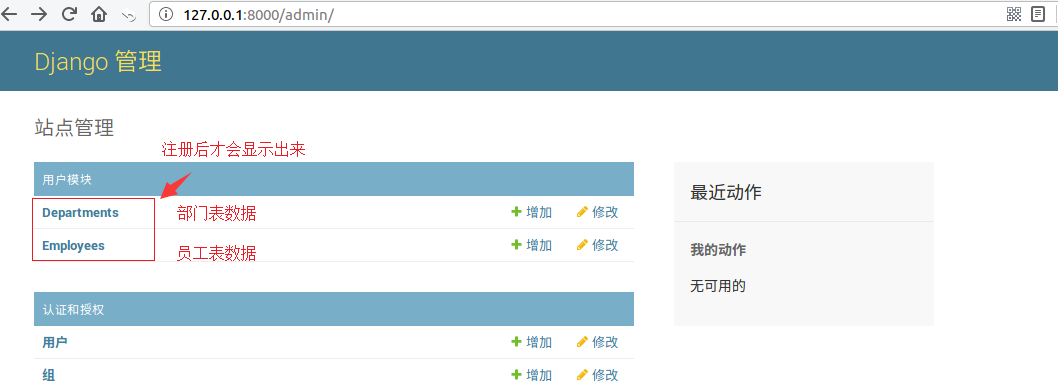 127.0.0.1:8000/admin/
Django 管理
站点管理
注册后才会显示出来
用户模块
Departments 部门表数据 增加 修改
Employees 员工表数据 增加 修改
认证和授权
用户 增加 修改
组 增加 修改
最近动作
我的动作
无可用的